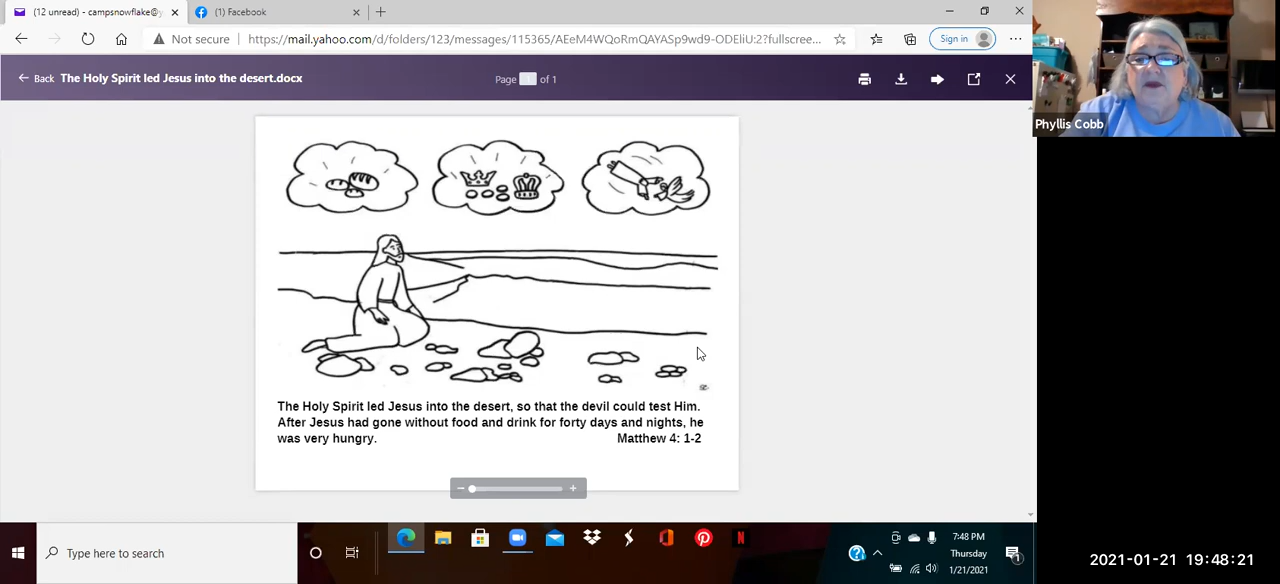 (12 unread) - campsnowflake@y
(1) Facebook
Not secure
https://mail.yahoo.com/d/folders/123/messages/115365/AEeM4WQoRmQAYASp9wd9-ODEliU:2?fullscree...
Sign in
Back
The Holy Spirit led Jesus into the desert.docx
Page 1 of 1
Phyllis Cobb
The Holy Spirit led Jesus into the desert, so that the devil could test Him.
After Jesus had gone without food and drink for forty days and nights, he
was very hungry. Matthew 4: 1-2
Type here to search
7:48 PM
Thursday
1/21/2021
2021-01-21 19:48:21